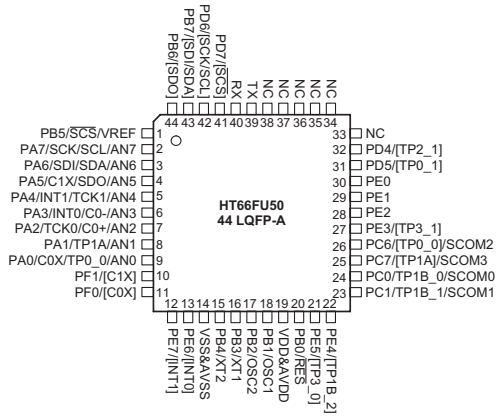 PB6/[SDO]
PB7/[SDI/SDA]
PD6/[SCK/SCL]
PD7/[SCS]
RX
TX
NC
NC
NC
NC
NC
44 43 42 41 40 39 38 37 36 35 34
PB5/SCS/VREF 1
PA7/SCK/SCL/AN7 2
PA6/SDI/SDA/AN6 3
PA5/C1X/SDO/AN5 4
PA4/INT1/TCK1/AN4 5
PA3/INT0/C0-/AN3 6
PA2/TCK0/C0+/AN2 7
PA1/TP1A/AN1 8
PA0/C0X/TP0_0/AN0 9
PF1/[C1X] 10
PF0/[C0X] 11
HT66FU50
44 LQFP-A
33 NC
32 PD4/[TP2_1]
31 PD5/[TP0_1]
30 PE0
29 PE1
28 PE2
27 PE3/[TP3_1]
26 PC6/[TP0_0]/SCOM2
25 PC7/[TP1A]/SCOM3
24 PC0/TP1B_0/SCOM0
23 PC1/TP1B_1/SCOM1
12 13 14 15 16 17 18 19 20 21 22
PE7/[INT1]
PE6/[INT0]
VSS&AVSS
PB4/XT2
PB3/XT1
PB2/OSC2
PB1/OSC1
VDD&AVDD
PB0/RES
PE5/[TP3_0]
PE4/[TP1B_2]